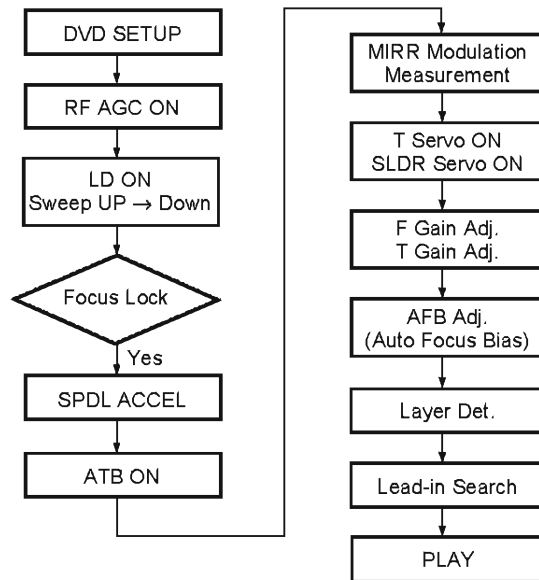 DVD SETUP
RF AGC ON
LD ON
Sweep UP → Down
Focus Lock
Yes
SPDL ACCEL
ATB ON
MIRR Modulation
Measurement
T Servo ON
SLDR Servo ON
F Gain Adj.
T Gain Adj.
AFB Adj.
(Auto Focus Bias)
Layer Det.
Lead-in Search
PLAY